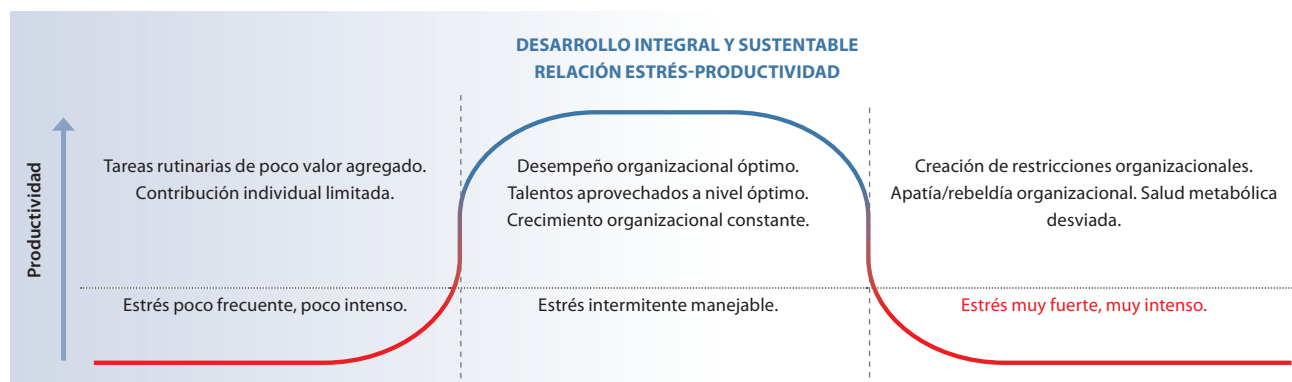 DESARROLLO INTEGRAL Y SUSTENTABLE
RELACIÓN ESTRÉS-PRODUCTIVIDAD
Productividad
Tareas rutinarias de poco valor agregado.
Contribución individual limitada.
Desempeño organizacional óptimo.
Talentos aprovechados a nivel óptimo.
Crecimiento organizacional constante.
Creación de restricciones organizacionales.
Apatía/rebeldía organizacional. Salud metabólica
desviada.
Estrés poco frecuente, poco intenso.
Estrés intermitente manejable.
Estrés muy fuerte, muy intenso.